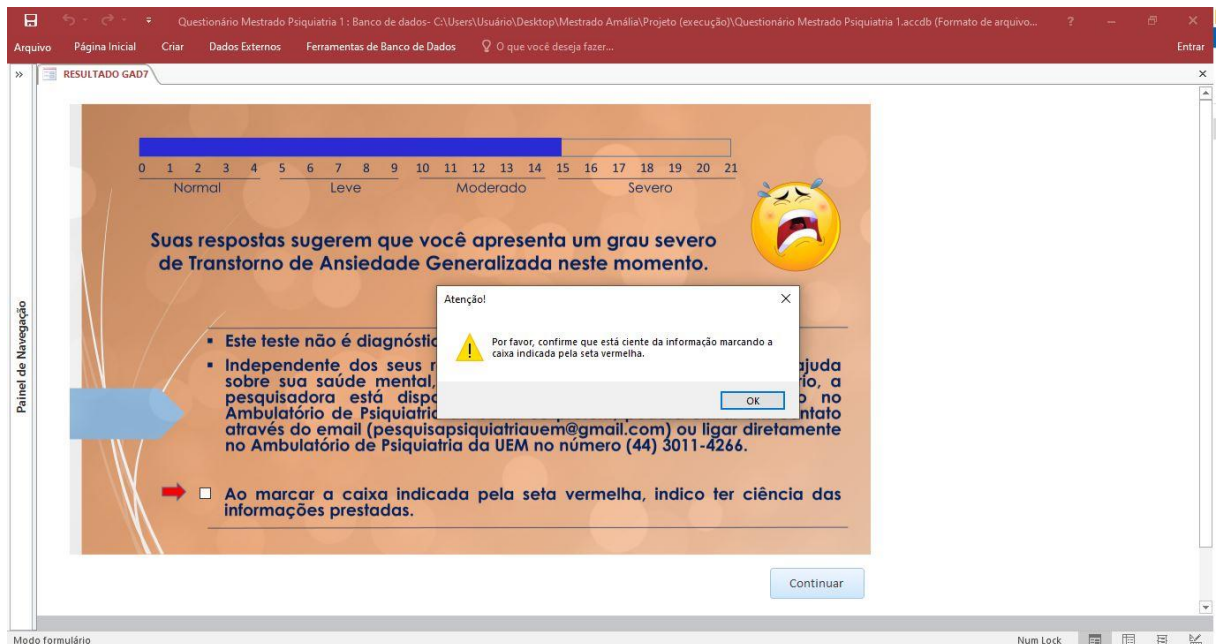 Questionário Mestrado Psiquiatria 1 : Banco de dados- C:\Users\Usuário\Desktop\Mestrado Amália\Projeto (execução)\Questionário Mestrado Psiquiatria 1.accdb (Formato de arquivo...
?
Arquivo Página Inicial Criar Dados Externos Ferramentas de Banco de Dados O que você deseja fazer... Entrar
» RESULTADO GAD7
Painel de Navegação
0 1 2 3 4 5 6 7 8 9 10 11 12 13 14 15 16 17 18 19 20 21
Normal Leve Moderado Severo
Suas respostas sugerem que você apresenta um grau severo
de Transtorno de Ansiedade Generalizada neste momento.
Atenção!
Por favor, confirme que está ciente da informação marcando a
caixa indicada pela seta vermelha.
OK
▪ Este teste não é
▪ Independente dos seus ajuda
sobre sua saúde mental, a
pesquisadora está no
Ambulatório de
através do email (pesquisapsiquiatriauem@gmail.com) ou ligar diretamente
no Ambulatório de Psiquiatria da UEM no número (44) 3011-4266.
Ao marcar a caixa indicada pela seta vermelha, indico ter ciência das
informações prestadas.
Continuar
Modo formulário Num Lock